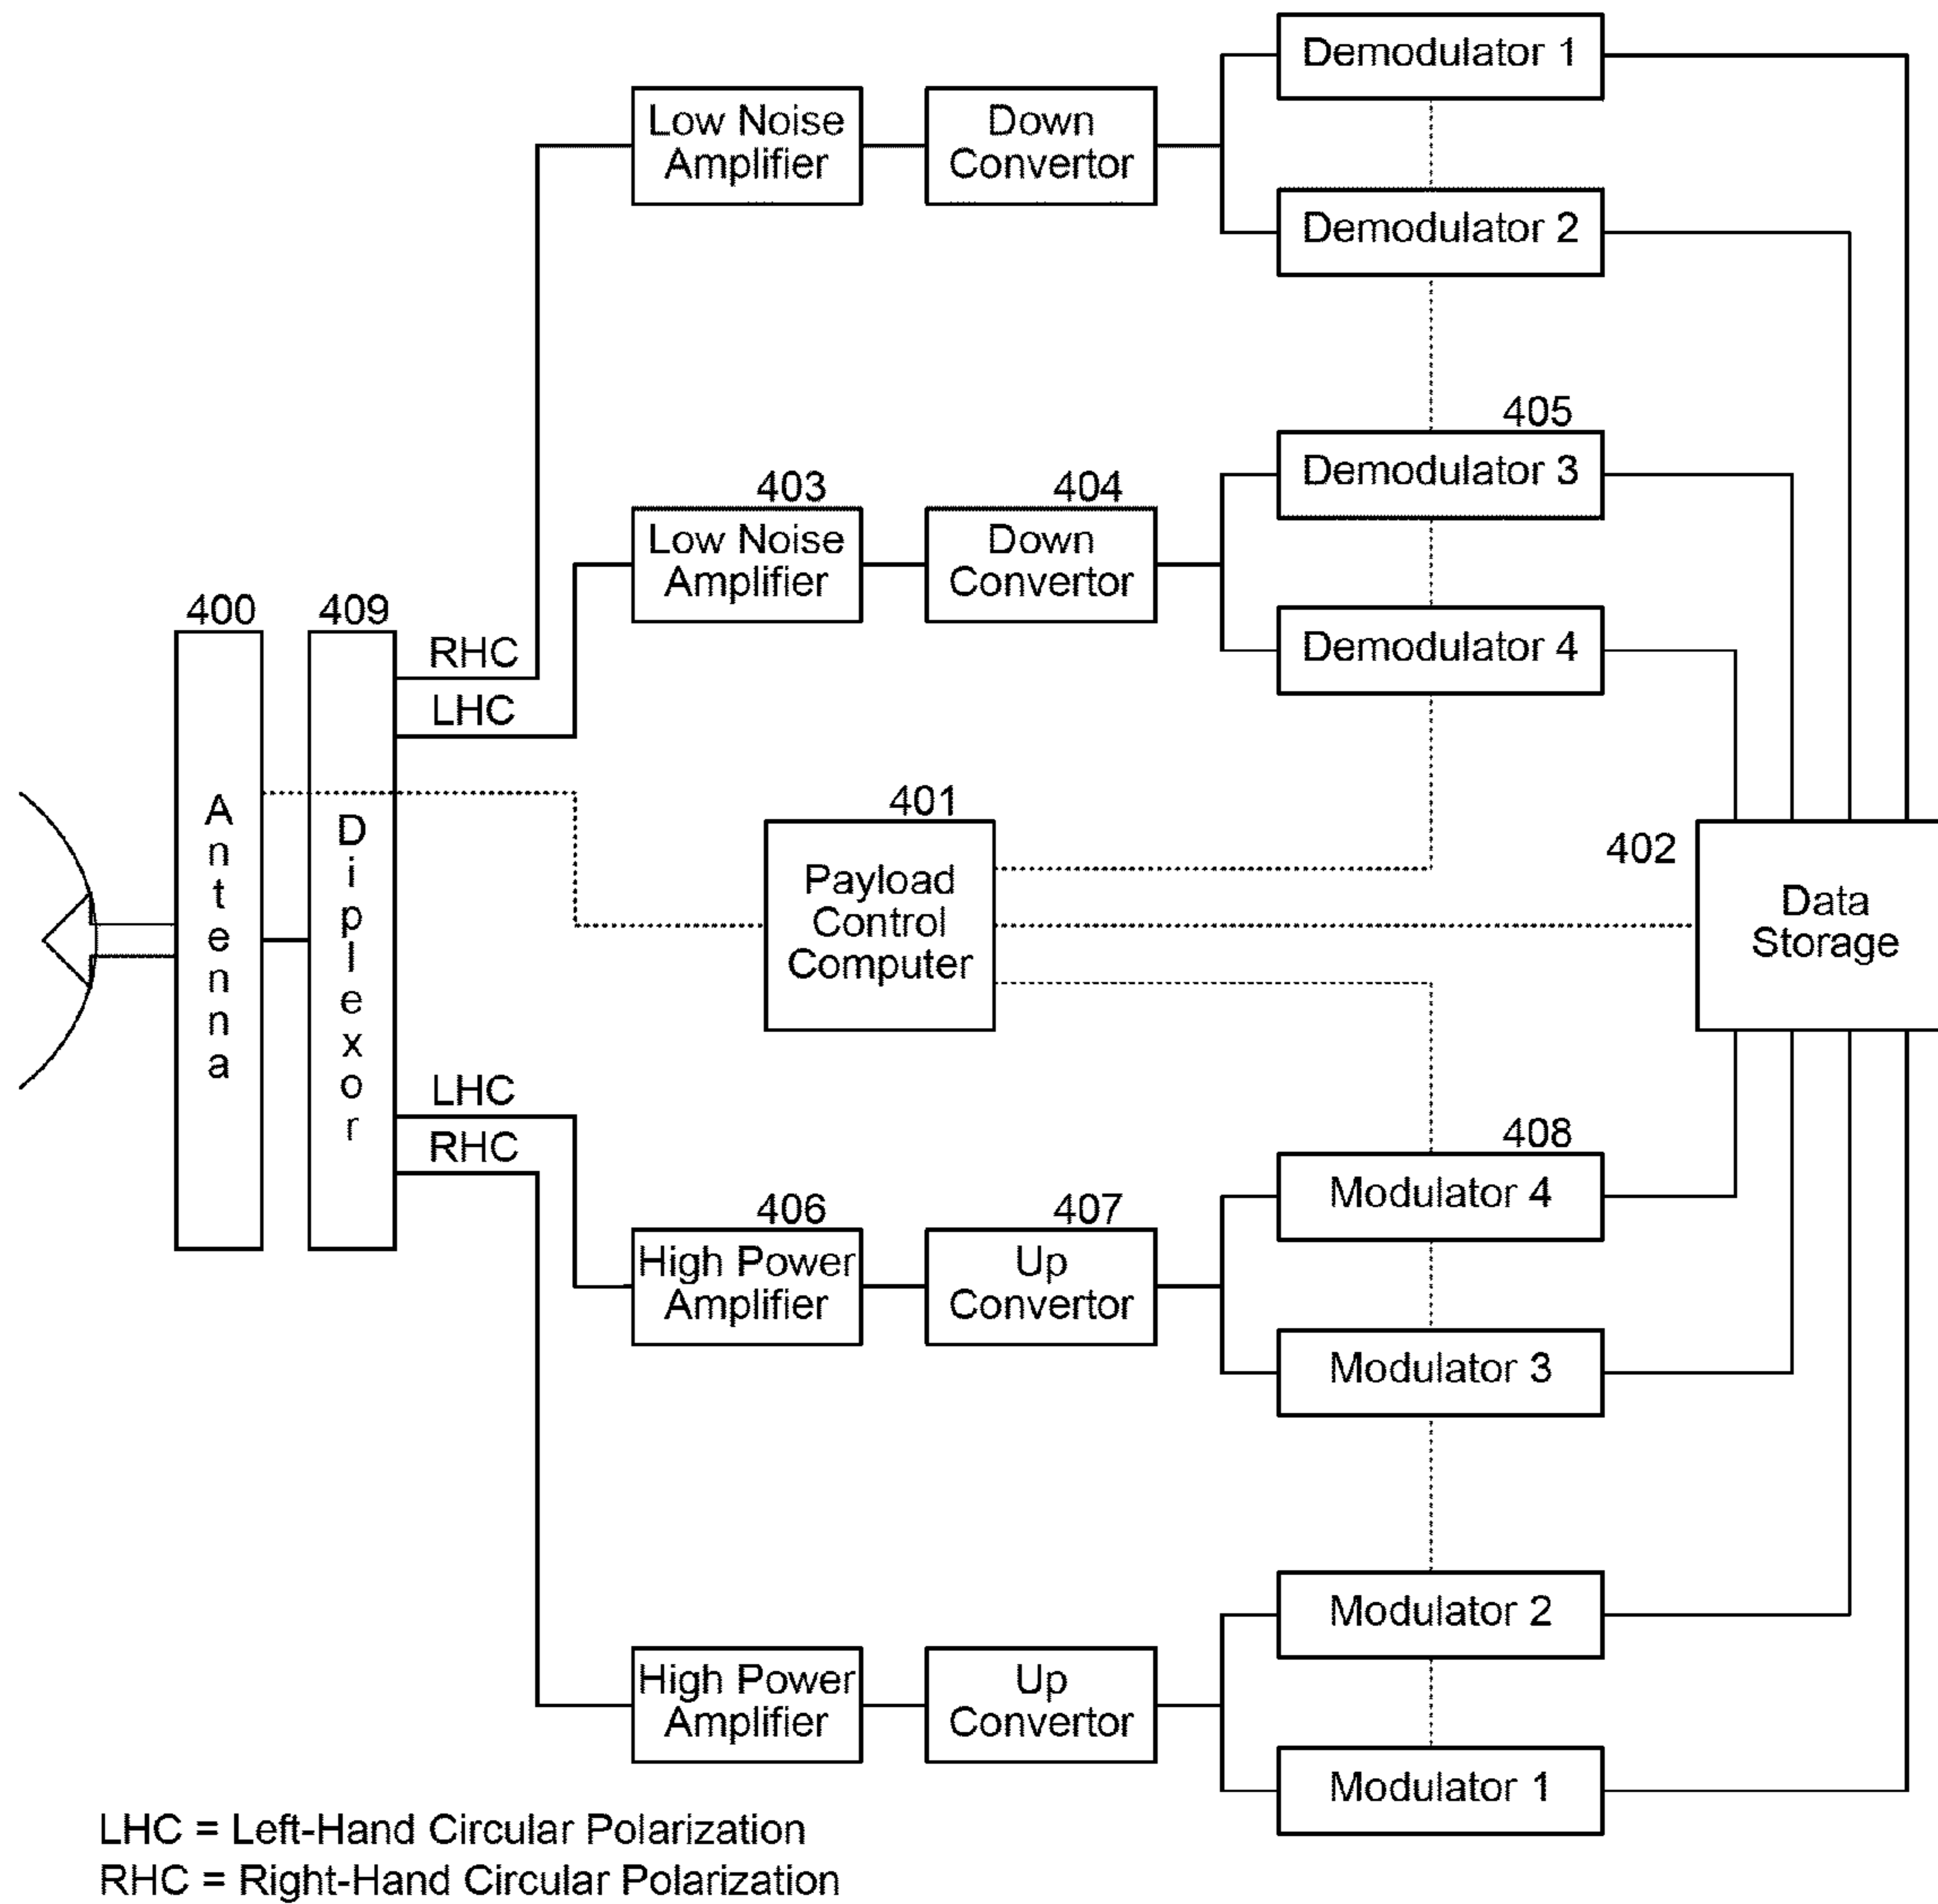 Demodulator 1
Low Noise
Amplifier
Down
Convertor
Demodulator 2
405
Demodulator 3
403
Low Noise
Amplifier
404
Down
Convertor
Demodulator 4
400
409
RHC
LHC
Antenna
Diplexor
401
Payload
Control
Computer
402
Data
Storage
LHC
RHC
408
Modulator 4
406
High Power
Amplifier
407
Up
Convertor
Modulator 3
Modulator 2
High Power
Amplifier
Up
Convertor
Modulator 1
LHC = Left-Hand Circular Polarization
RHC = Right-Hand Circular Polarization